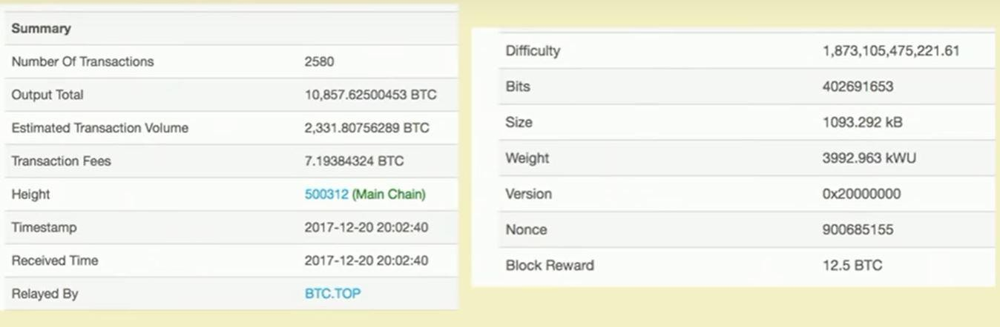 Summary
Number Of Transactions 2580
Output Total 10,857.62500453 BTC
Estimated Transaction Volume 2,331.80756289 BTC
Transaction Fees 7.19384324 BTC
Height 500312 (Main Chain)
Timestamp 2017-12-20 20:02:40
Received Time 2017-12-20 20:02:40
Relayed By BTC.TOP
Difficulty 1,873,105,475,221.61
Bits 402691653
Size 1093.292 kB
Weight 3992.963 kWU
Version 0x20000000
Nonce 900685155
Block Reward 12.5 BTC